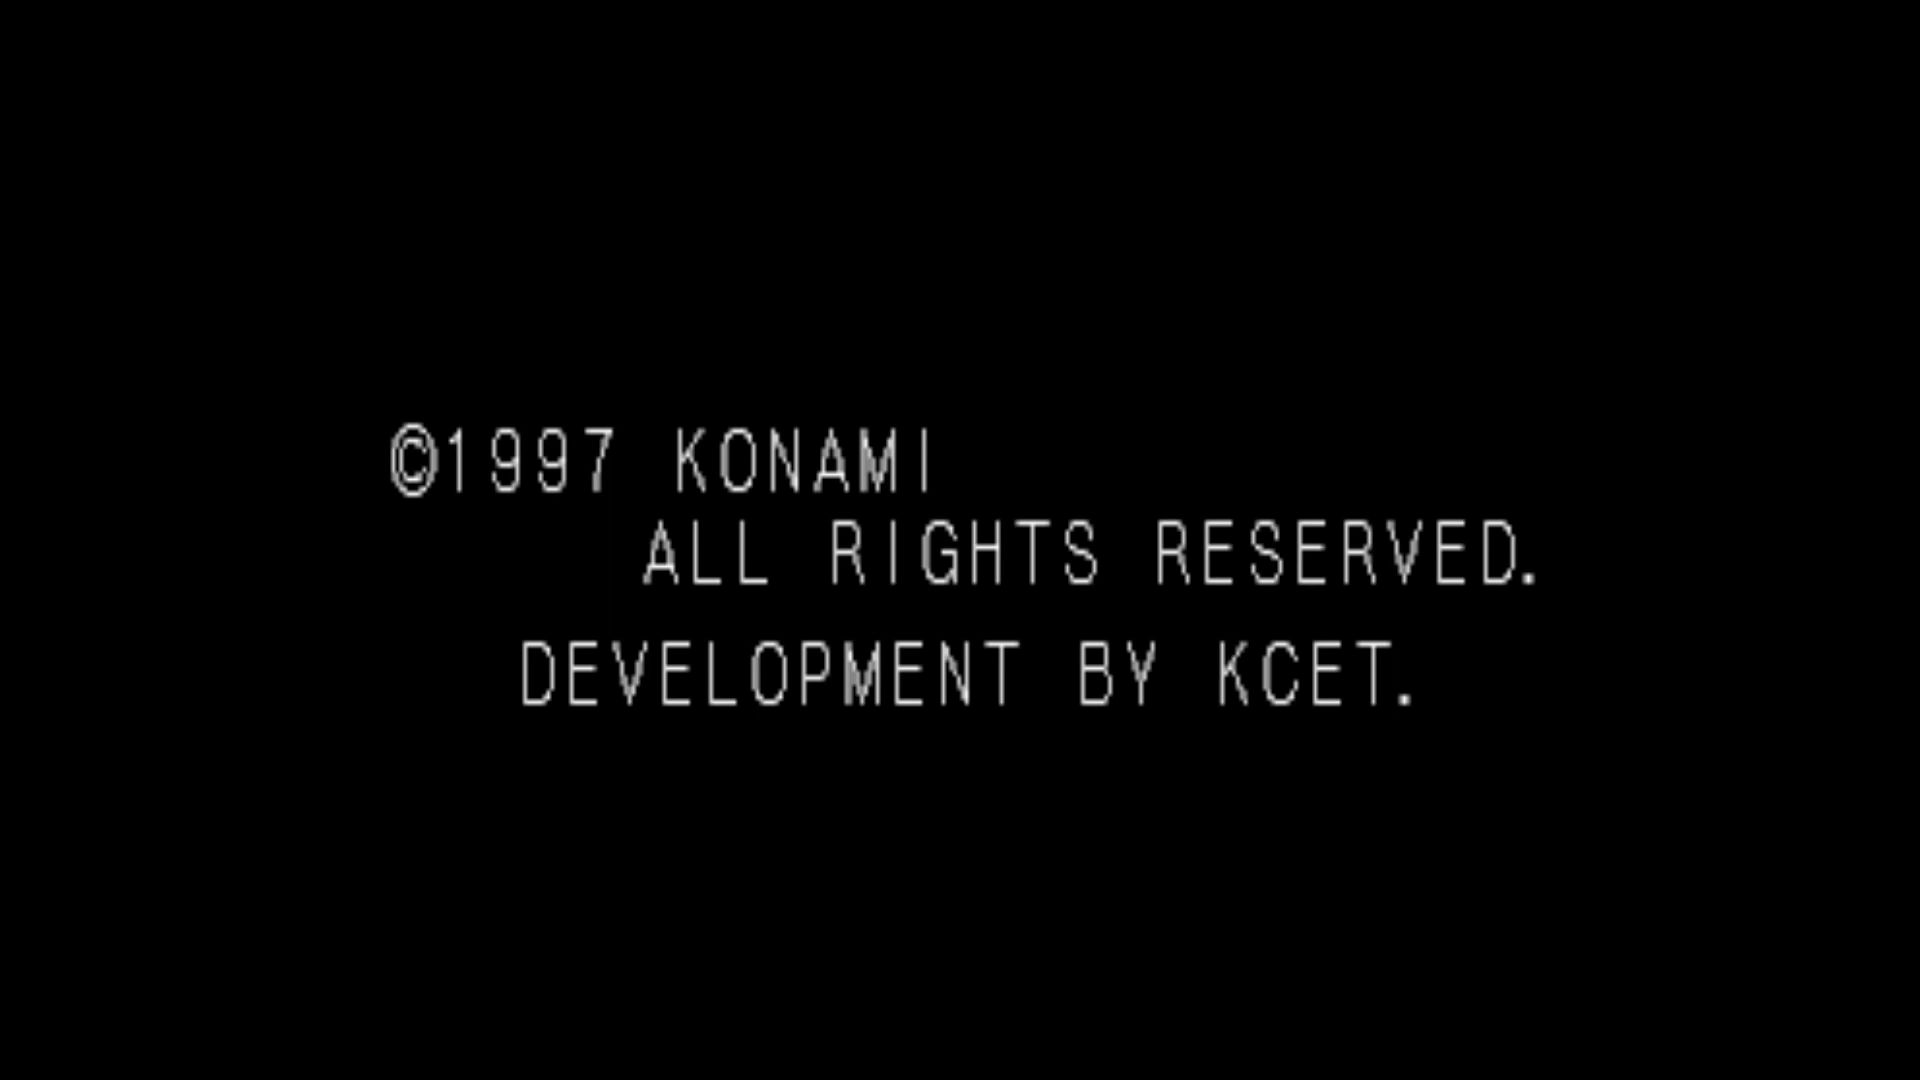 ©1997 KONAMI
ALL RIGHTS RESERVED.
DEVELOPMENT BY KCET.